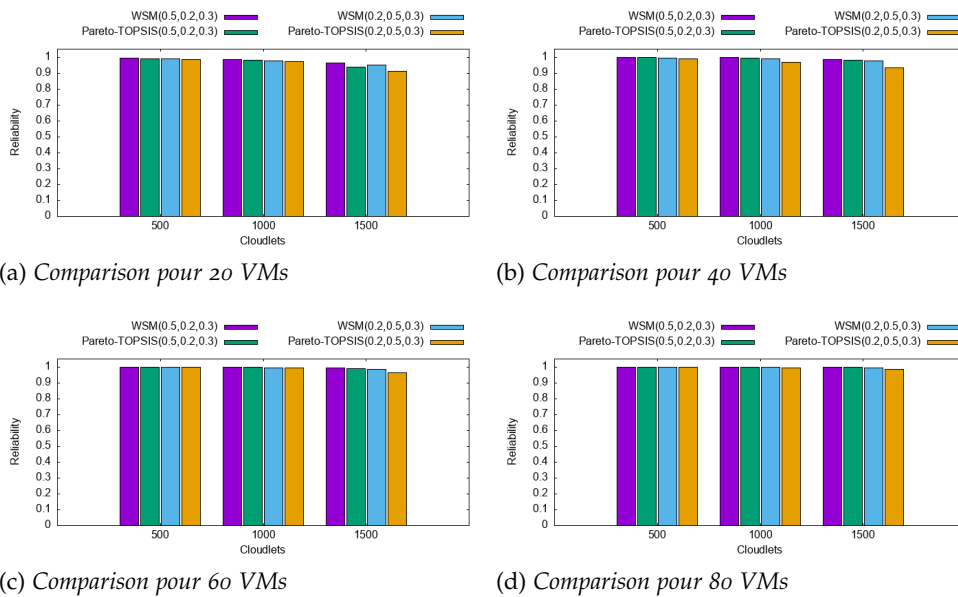 WSM(0.5,0.2,0.3) WSM(0.2,0.5,0.3)
Pareto-TOPSIS(0.5,0.2,0.3) Pareto-TOPSIS(0.2,0.5,0.3)
1
0.9
0.8
0.7
0.6
0.5
0.4
0.3
0.2
0.1
0
Reliability
500 1000 1500
Cloudlets
(a) Comparison pour 20 VMs
WSM(0.5,0.2,0.3) WSM(0.2,0.5,0.3)
Pareto-TOPSIS(0.5,0.2,0.3) Pareto-TOPSIS(0.2,0.5,0.3)
1
0.9
0.8
0.7
0.6
0.5
0.4
0.3
0.2
0.1
0
Reliability
500 1000 1500
Cloudlets
(b) Comparison pour 40 VMs
WSM(0.5,0.2,0.3) WSM(0.2,0.5,0.3)
Pareto-TOPSIS(0.5,0.2,0.3) Pareto-TOPSIS(0.2,0.5,0.3)
1
0.9
0.8
0.7
0.6
0.5
0.4
0.3
0.2
0.1
0
Reliability
500 1000 1500
Cloudlets
(c) Comparison pour 60 VMs
WSM(0.5,0.2,0.3) WSM(0.2,0.5,0.3)
Pareto-TOPSIS(0.5,0.2,0.3) Pareto-TOPSIS(0.2,0.5,0.3)
1
0.9
0.8
0.7
0.6
0.5
0.4
0.3
0.2
0.1
0
Reliability
500 1000 1500
Cloudlets
(d) Comparison pour 80 VMs